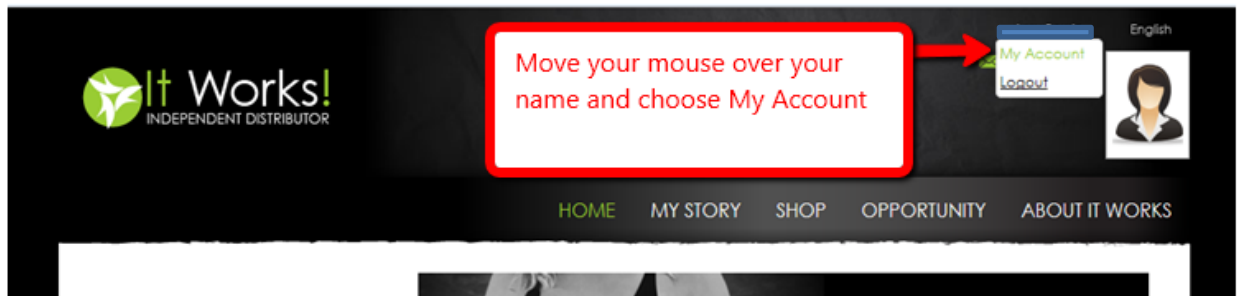 English
It Works!
INDEPENDENT DISTRIBUTOR
Move your mouse over your
name and choose My Account
My Account
Logout
HOME MY STORY SHOP OPPORTUNITY ABOUT IT WORKS